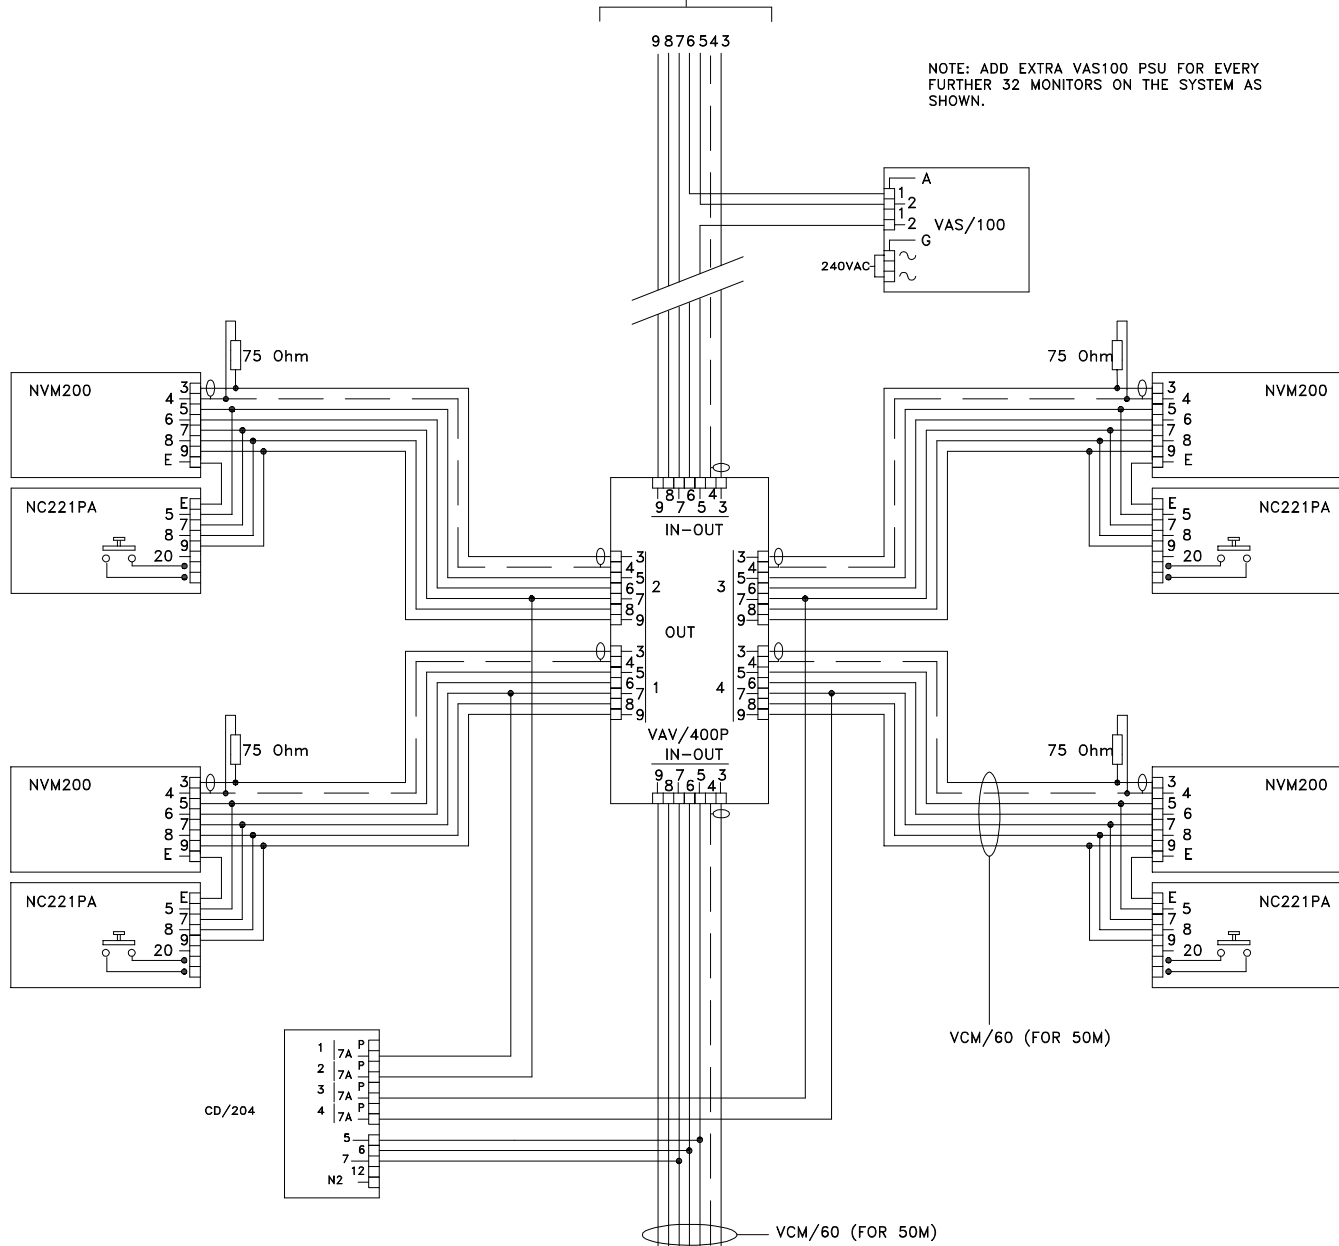 9876543
NOTE: ADD EXTRA VAS100 PSU FOR EVERY
FURTHER 32 MONITORS ON THE SYSTEM AS
SHOWN.
A
1
2
1
2
VAS/100
G
240VAC
75 Ohm
NVM200
3
4
5
6
7
8
9
E
NC221PA
E
5
7
8
9
20
75 Ohm
NVM200
3
4
5
6
7
8
9
E
NC221PA
E
5
7
8
9
20
9 8 7 6 5 4 3
IN-OUT
3
4
5
6
7
8
9
2
3
4
5
6
7
8
9
3
OUT
3
4
5
6
7
8
9
1
3
4
5
6
7
8
9
4
VAV/400P
IN-OUT
9 8 7 6 5 4 3
75 Ohm
NVM200
3
4
5
6
7
8
9
E
NC221PA
E
5
7
8
9
20
75 Ohm
NVM200
3
4
5
6
7
8
9
E
NC221PA
E
5
7
8
9
20
VCM/60 (FOR 50M)
CD/204
1 P
7A
2 P
7A
3 P
7A
4 P
7A
5
6
7
12
N2
VCM/60 (FOR 50M)